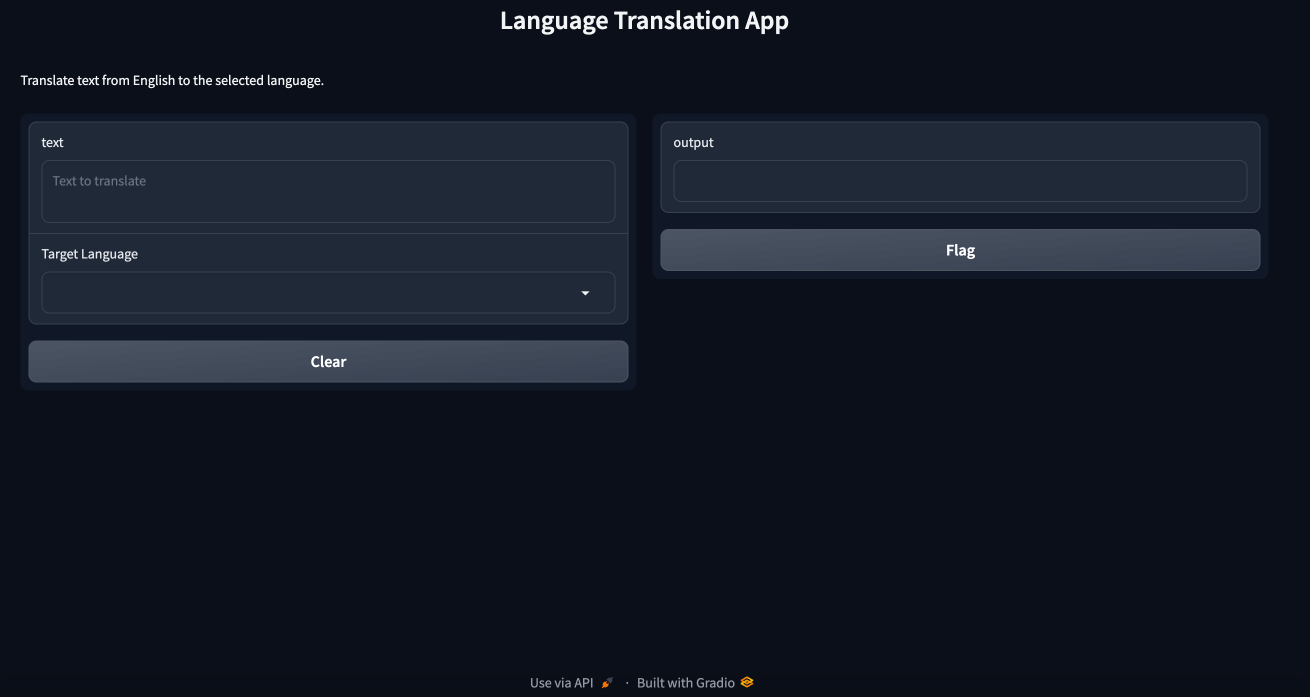 Language Translation App
Translate text from English to the selected language.
text
Text to translate
Target Language
Clear
output
Flag
Use via API · Built with Gradio